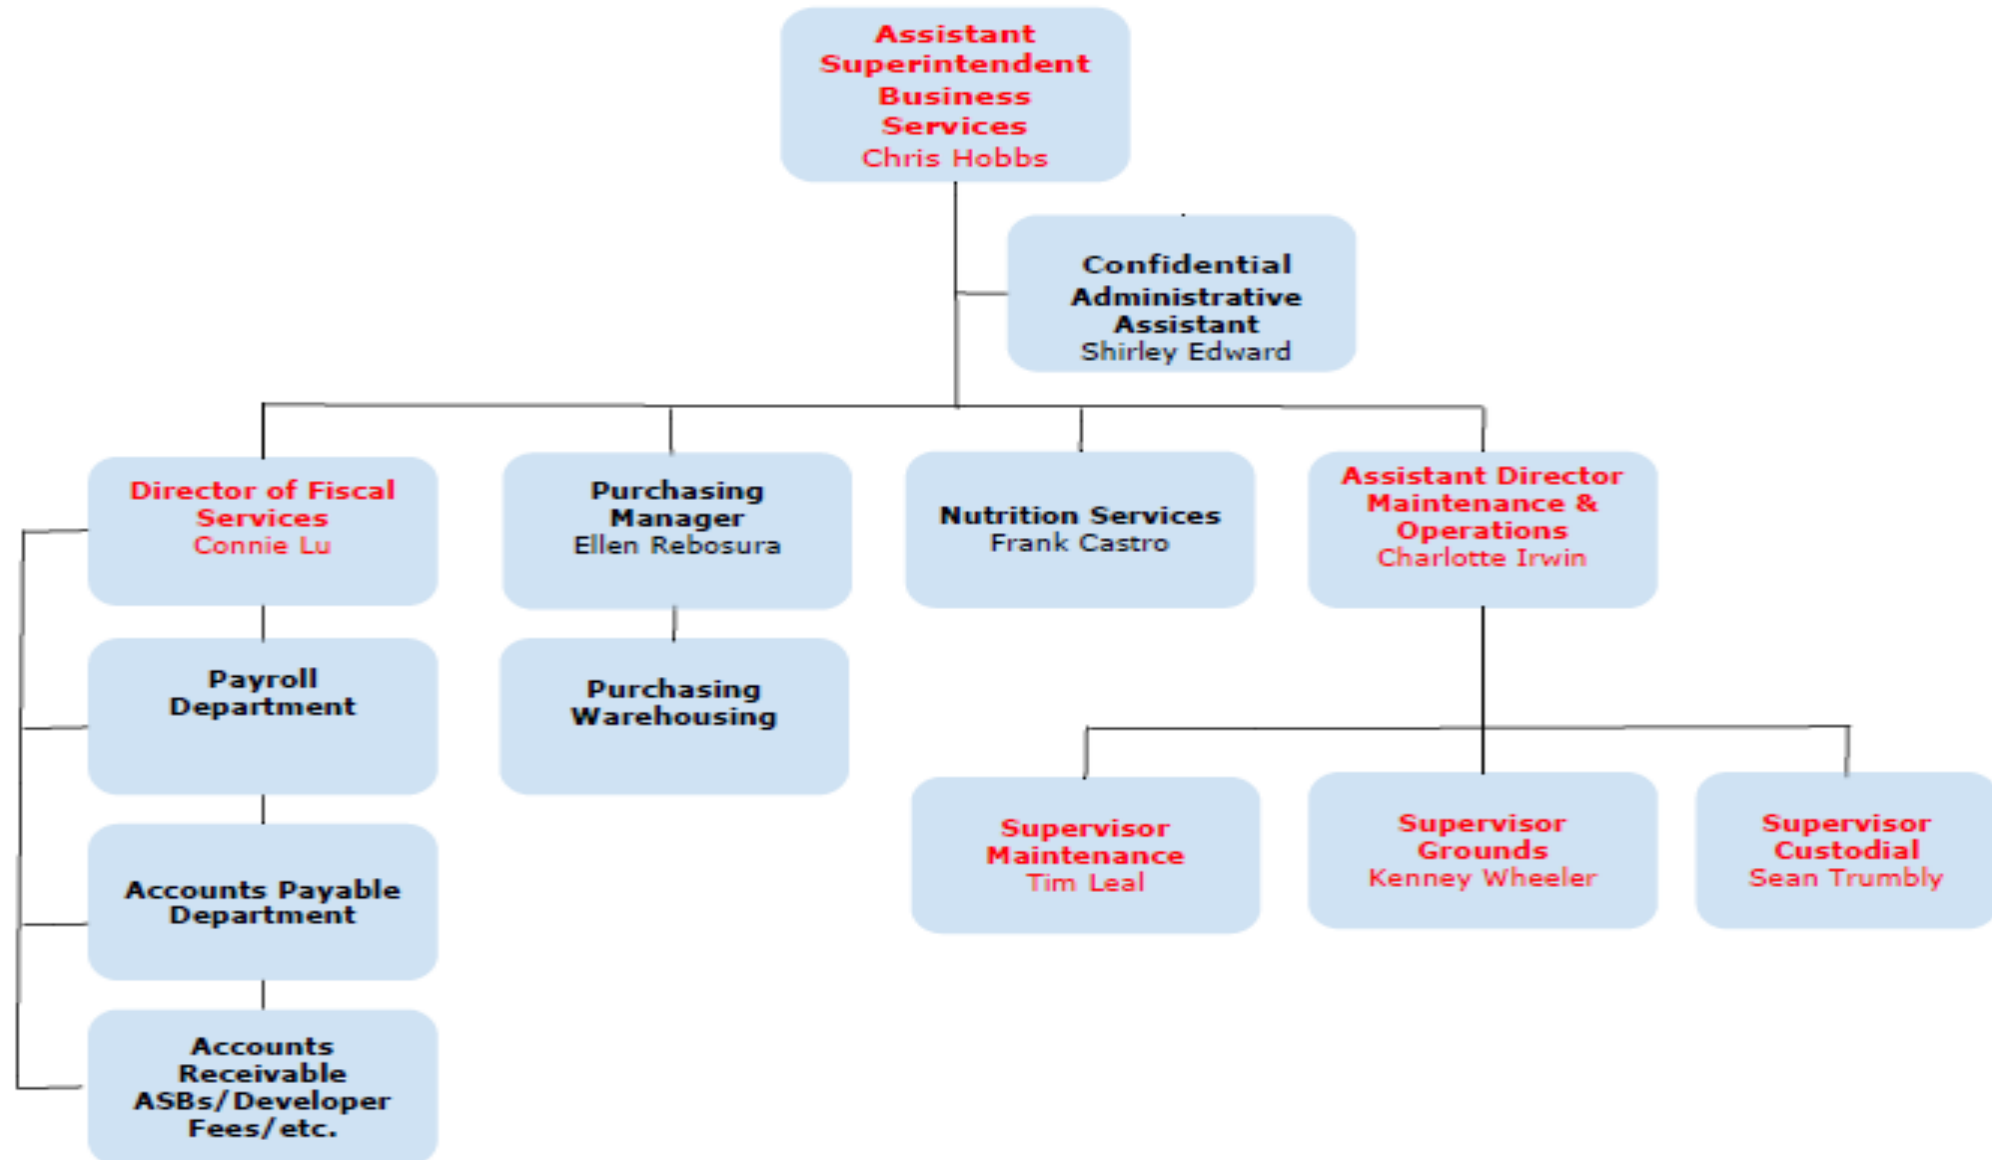 Assistant
Superintendent
Business
Services
Chris Hobbs
Confidential
Administrative
Assistant
Shirley Edward
Director of Fiscal
Services
Connie Lu
Purchasing
Manager
Ellen Rebosura
Nutrition Services
Frank Castro
Assistant Director
Maintenance &
Operations
Charlotte Irwin
Payroll
Department
Purchasing
Warehousing
Accounts Payable
Department
Supervisor
Maintenance
Tim Leal
Supervisor
Grounds
Kenney Wheeler
Supervisor
Custodial
Sean Trumbly
Accounts
Receivable
ASBs/Developer
Fees/etc.